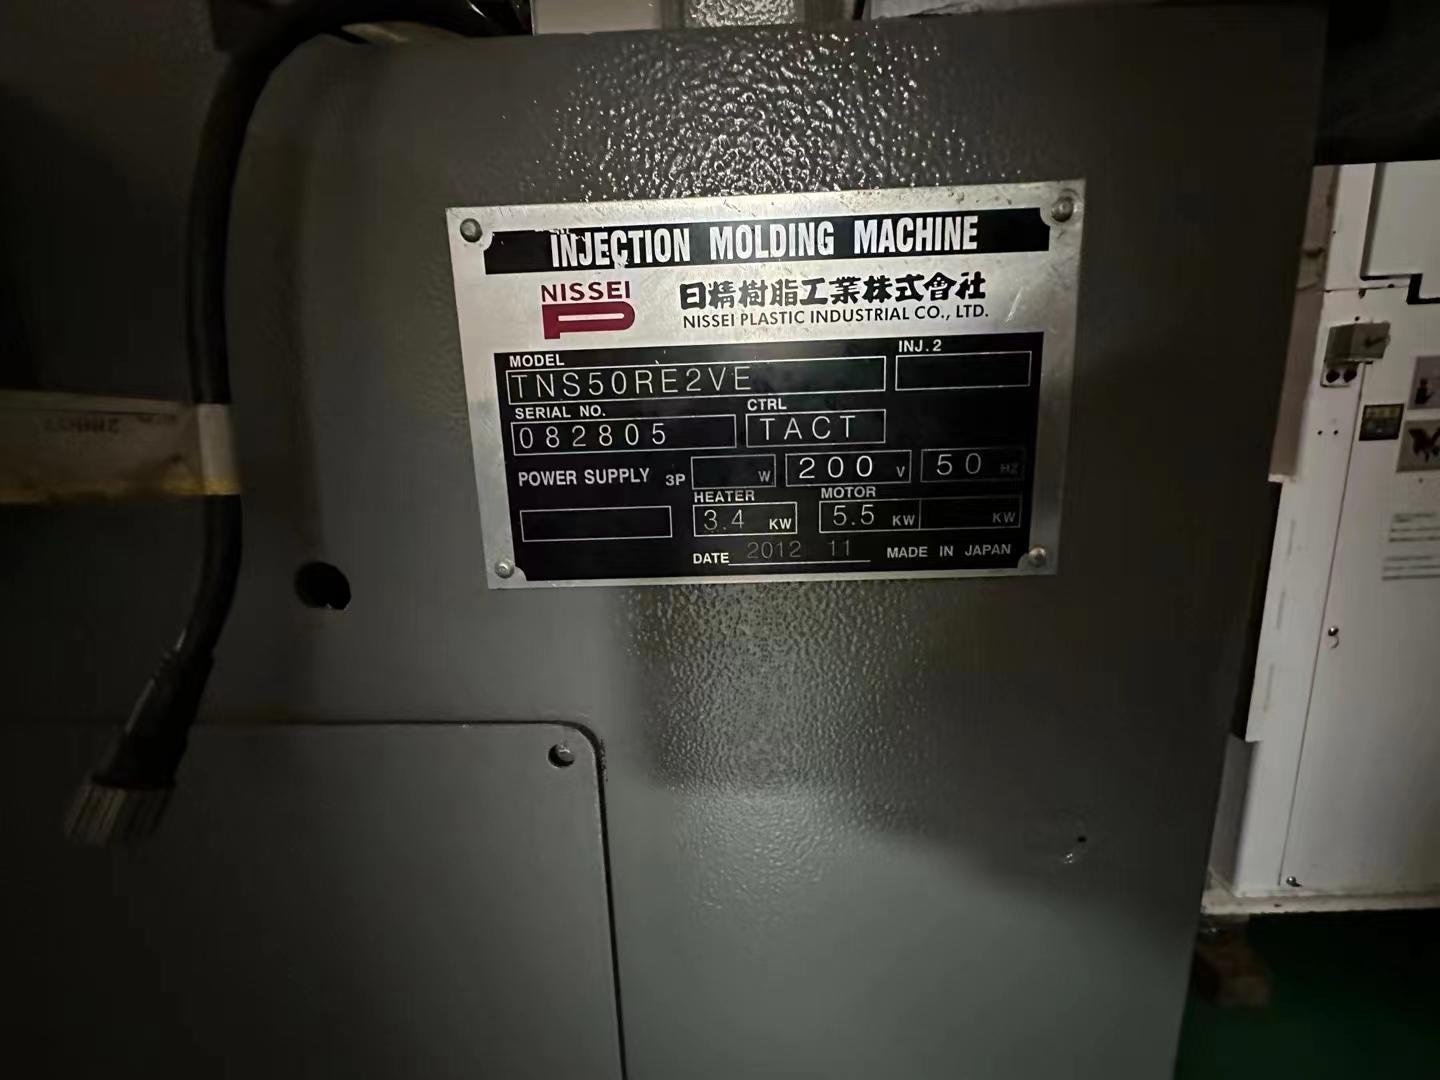 INJECTION MOLDING MACHINE
NISSEI
日精樹脂工業株式會社
NISSEI PLASTIC INDUSTRIAL CO., LTD.
MODEL
TNS50RE2VE
INJ.2
SERIAL NO.
082805
CTRL
TACT
POWER SUPPLY 3P W 200 V 50 HZ
HEATER
3.4 KW
MOTOR
5.5 KW KW
DATE 2012 11 MADE IN JAPAN